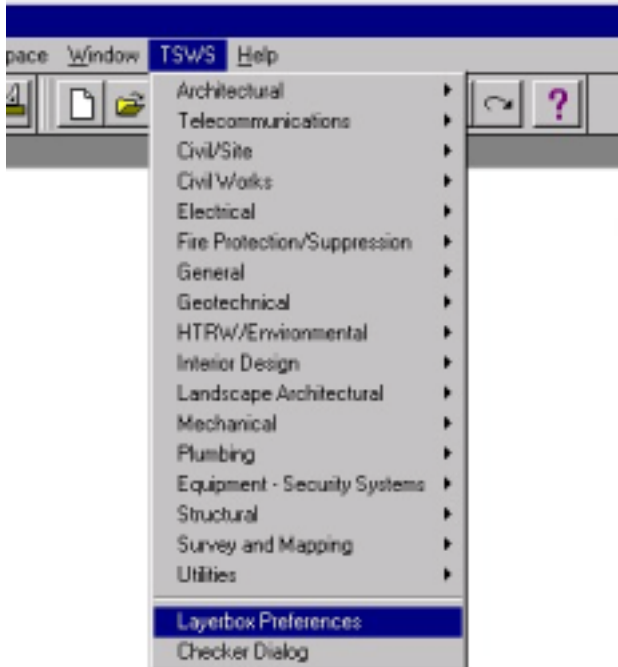 pace Window TSWS Help
?
Architectural
Telecommunications
Civil/Site
Civil Works
Electrical
Fire Protection/Suppression
General
Geotechnical
HTRW/Environmental
Interior Design
Landscape Architectural
Mechanical
Plumbing
Equipment - Security Systems
Structural
Survey and Mapping
Utilities
Layerbox Preferences
Checker Dialog